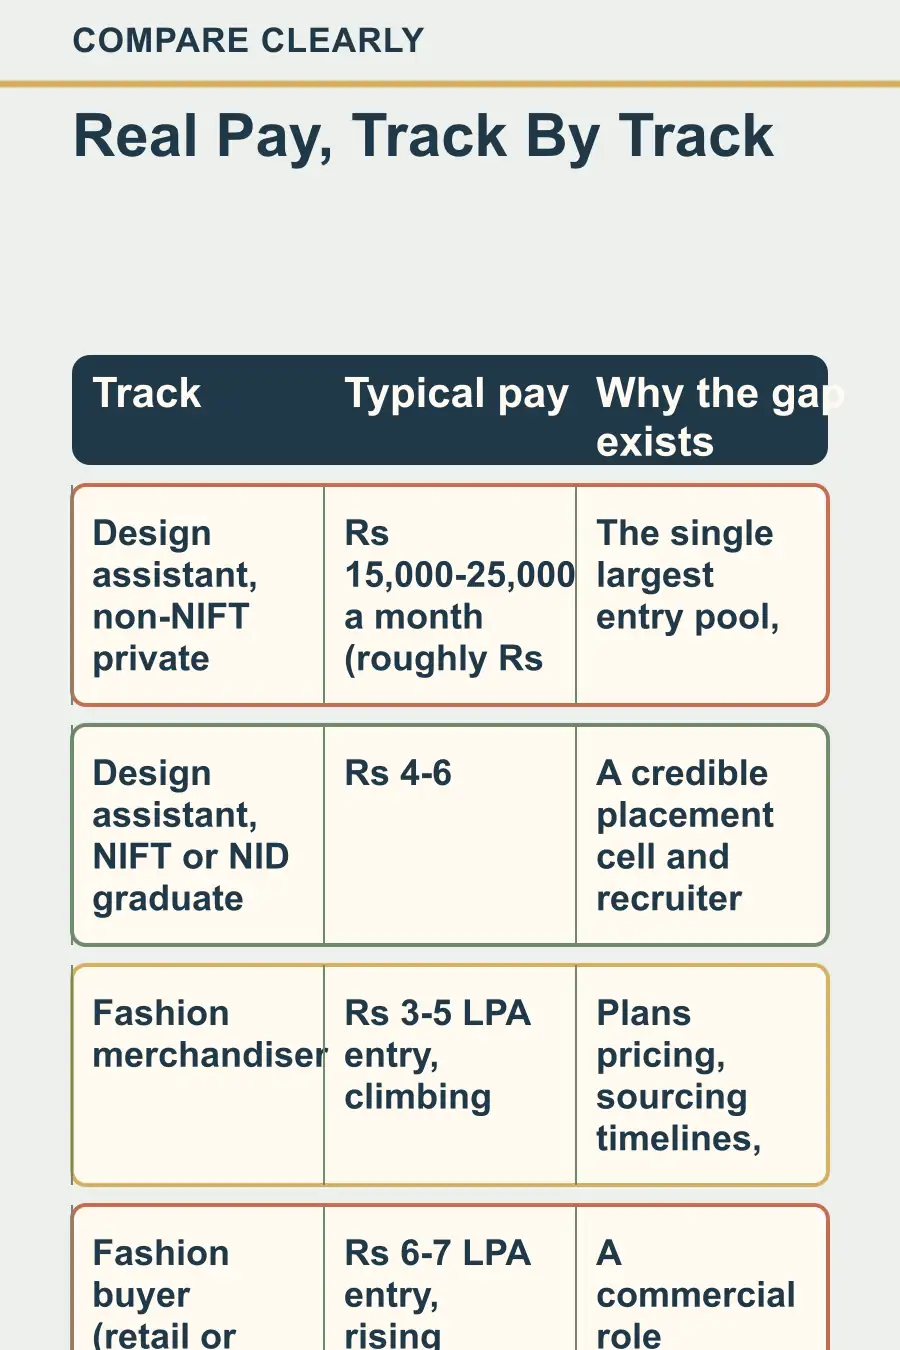 COMPARE CLEARLY
Real Pay, Track By Track
Track
Typical pay
Why the gap
exists
Design
assistant,
non-NIFT
private
Rs
15,000-25,000
a month
(roughly Rs
The single
largest
entry pool,
Design
assistant,
NIFT or NID
graduate
Rs 4-6
A credible
placement
cell and
recruiter
Fashion
merchandiser
Rs 3-5 LPA
entry,
climbing
Plans
pricing,
sourcing
timelines,
Fashion
buyer
(retail or
Rs 6-7 LPA
entry,
rising
A
commercial
role